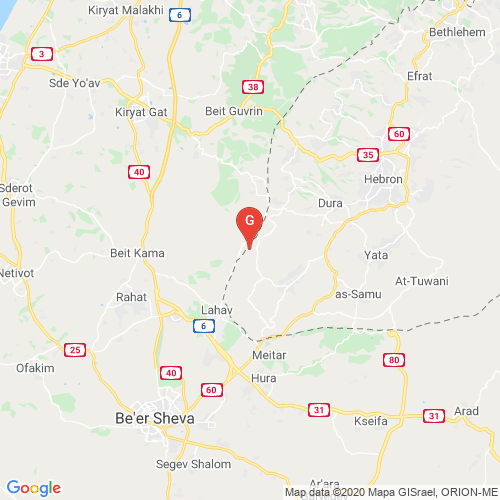 Kiryat Malakhi
6
Bethlehem
3
Efrat
Sde Yo'av
38
Kiryat Gat
Beit Guvrin
60
35
40
Hebron
Sderot
Gevim
Dura
G
Beit Kama
Yata
Netivot
At-Tuwani
Rahat
as-Samu
Lahav
6
25
Meitar
80
Ofakim
40
Hura
60
31
Arad
Be'er Sheva
Kseifa
31
Segev Shalom
Ar'ara
Google
Map data ©2020 Mapa GISrael, ORION-ME